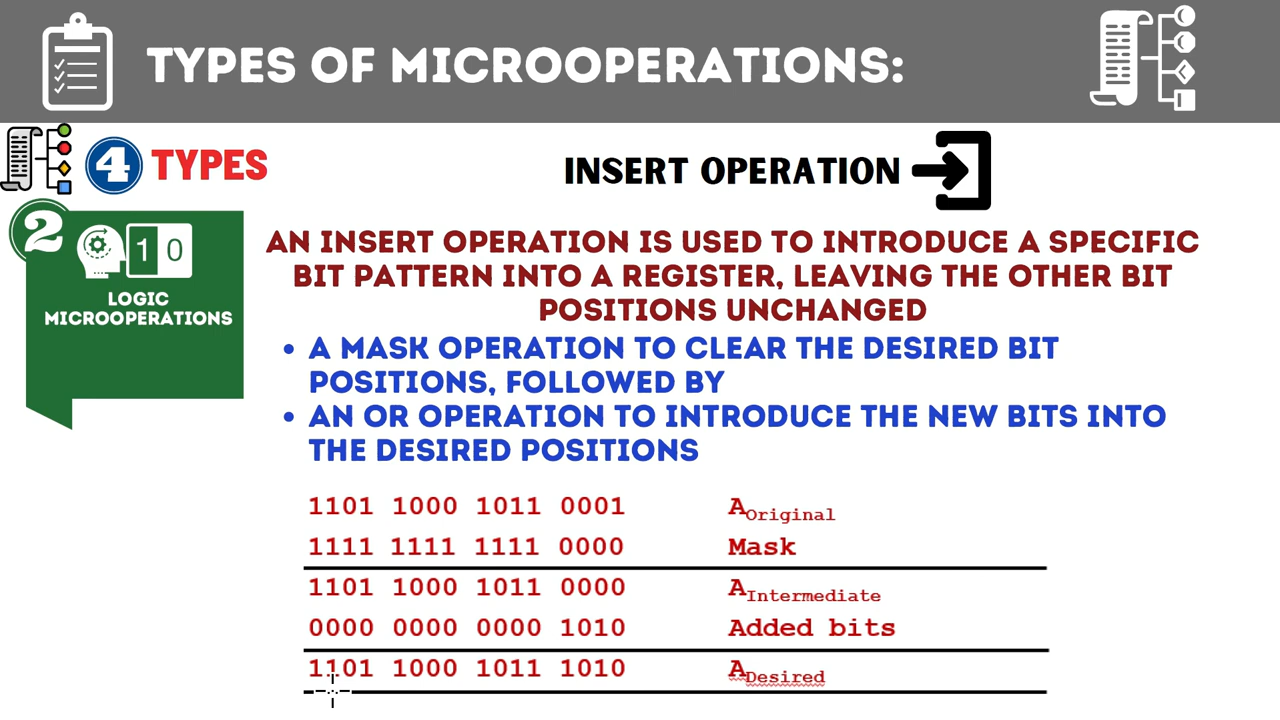 TYPES OF MICROOPERATIONS:
4 TYPES
INSERT OPERATION
2
1 0
LOGIC
MICROOPERATIONS
AN INSERT OPERATION IS USED TO INTRODUCE A SPECIFIC
BIT PATTERN INTO A REGISTER, LEAVING THE OTHER BIT
POSITIONS UNCHANGED
• A MASK OPERATION TO CLEAR THE DESIRED BIT
POSITIONS, FOLLOWED BY
• AN OR OPERATION TO INTRODUCE THE NEW BITS INTO
THE DESIRED POSITIONS
1101 1000 1011 0001 AOriginal
1111 1111 1111 0000 Mask
1101 1000 1011 0000 AIntermediate
0000 0000 0000 1010 Added bits
1101 1000 1011 1010 ADesired